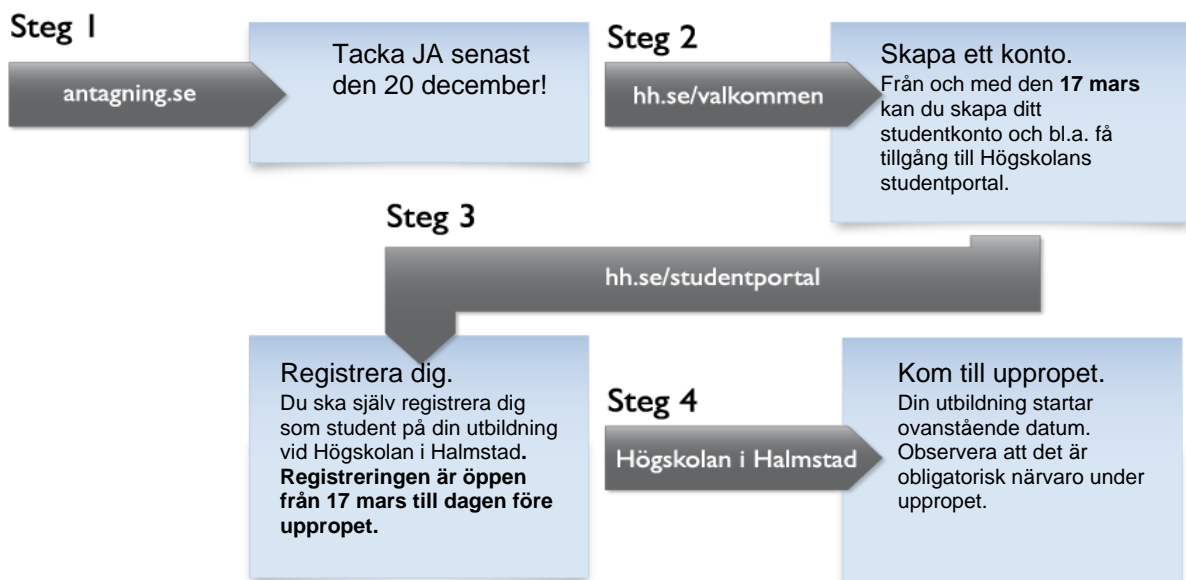 Steg 1
antagning.se
Tacka JA senast
den 20 december!
Steg 2
hh.se/valkommen
Skapa ett konto.
Från och med den 17 mars
kan du skapa ditt
studentkonto och bl.a. få
tillgång till Högskolans
studentportal.
Steg 3
hh.se/studentportal
Registrera dig.
Du ska själv registrera dig
som student på din utbildning
vid Högskolan i Halmstad.
Registreringen är öppen
från 17 mars till dagen före
uppropet.
Steg 4
Högskolan i Halmstad
Kom till uppropet.
Din utbildning startar
ovanstående datum.
Observera att det är
obligatorisk närvaro under
uppropet.